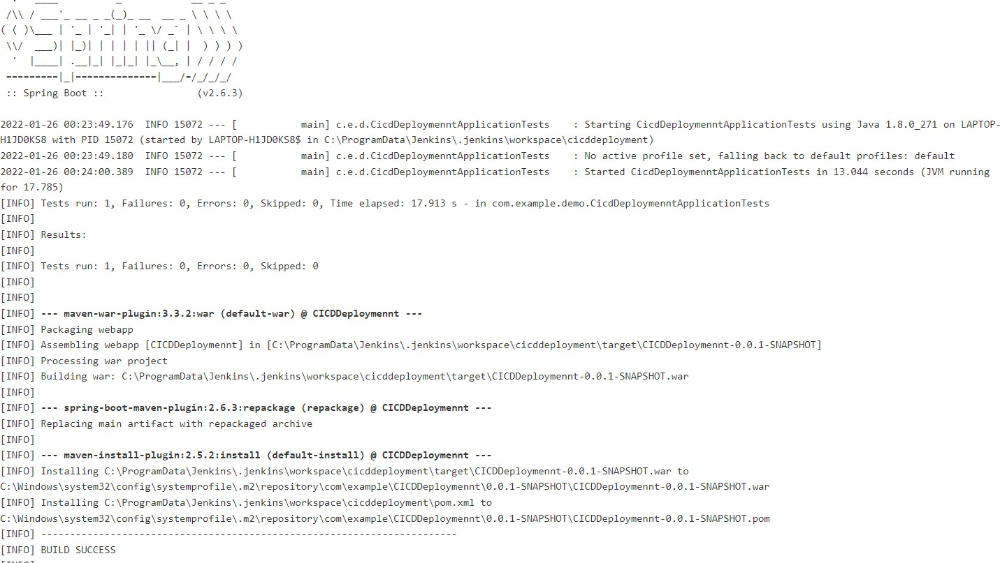 /\\ / ___'_ __ _ _(_)_ __  __ _ \ \ \ \
( ( )\___ | '_ | '_| | '_ \/ _` | \ \ \ \
 \\/  ___)| |_)| | | | | || (_| |  ) ) ) )
  '  |____| .__|_| |_|_| |_\__, | / / / /
 =========|_|==============|___/=/_/_/_/
 :: Spring Boot ::                (v2.6.3)
2022-01-26 00:23:49.176  INFO 15072 --- [           main] c.e.d.CicdDeploymenntApplicationTests    : Starting CicdDeploymenntApplicationTests using Java 1.8.0_271 on LAPTOP-
H1JD0KS8 with PID 15072 (started by LAPTOP-H1JD0KS8$ in C:\ProgramData\Jenkins\.jenkins\workspace\cicddeployment)
2022-01-26 00:23:49.180  INFO 15072 --- [           main] c.e.d.CicdDeploymenntApplicationTests    : No active profile set, falling back to default profiles: default
2022-01-26 00:24:00.389  INFO 15072 --- [           main] c.e.d.CicdDeploymenntApplicationTests    : Started CicdDeploymenntApplicationTests in 13.044 seconds (JVM running
for 17.785)
[INFO] Tests run: 1, Failures: 0, Errors: 0, Skipped: 0, Time elapsed: 17.913 s - in com.example.demo.CicdDeploymenntApplicationTests
[INFO]
[INFO] Results:
[INFO]
[INFO] Tests run: 1, Failures: 0, Errors: 0, Skipped: 0
[INFO]
[INFO]
[INFO] --- maven-war-plugin:3.3.2:war (default-war) @ CICDDeploymennt ---
[INFO] Packaging webapp
[INFO] Assembling webapp [CICDDeploymennt] in [C:\ProgramData\Jenkins\.jenkins\workspace\cicddeployment\target\CICDDeploymennt-0.0.1-SNAPSHOT]
[INFO] Processing war project
[INFO] Building war: C:\ProgramData\Jenkins\.jenkins\workspace\cicddeployment\target\CICDDeploymennt-0.0.1-SNAPSHOT.war
[INFO]
[INFO] --- spring-boot-maven-plugin:2.6.3:repackage (repackage) @ CICDDeploymennt ---
[INFO] Replacing main artifact with repackaged archive
[INFO]
[INFO] --- maven-install-plugin:2.5.2:install (default-install) @ CICDDeploymennt ---
[INFO] Installing C:\ProgramData\Jenkins\.jenkins\workspace\cicddeployment\target\CICDDeploymennt-0.0.1-SNAPSHOT.war to
C:\Windows\system32\config\systemprofile\.m2\repository\com\example\CICDDeploymennt\0.0.1-SNAPSHOT\CICDDeploymennt-0.0.1-SNAPSHOT.war
[INFO] Installing C:\ProgramData\Jenkins\.jenkins\workspace\cicddeployment\pom.xml to
C:\Windows\system32\config\systemprofile\.m2\repository\com\example\CICDDeploymennt\0.0.1-SNAPSHOT\CICDDeploymennt-0.0.1-SNAPSHOT.pom
[INFO] ------------------------------------------------------------------------
[INFO] BUILD SUCCESS